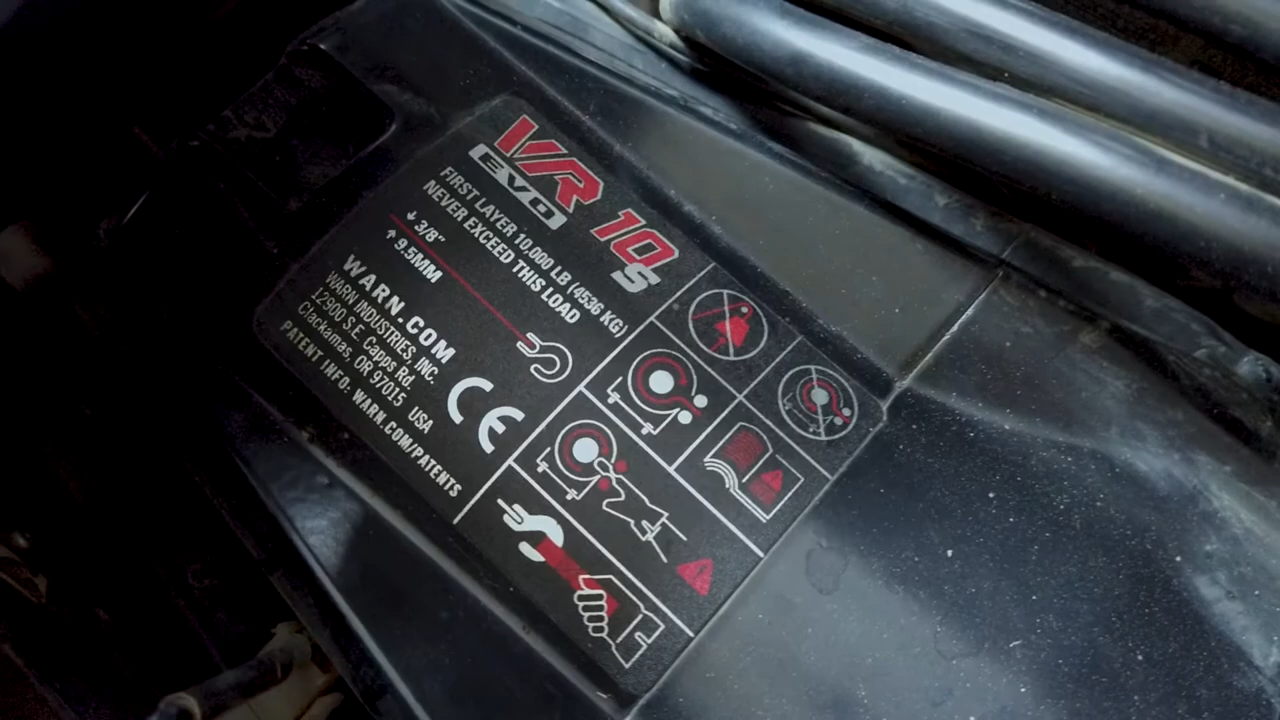 VR
EVO
10
S
FIRST LAYER 10,000 LB (4536 KG)
NEVER EXCEED THIS LOAD
3/8"
9.5MM
WARN.COM
WARN INDUSTRIES, INC.
12900 S.E. Capps Rd.
Clackamas, OR 97015 USA
PATENT INFO: WARN.COM/PATENTS
CE